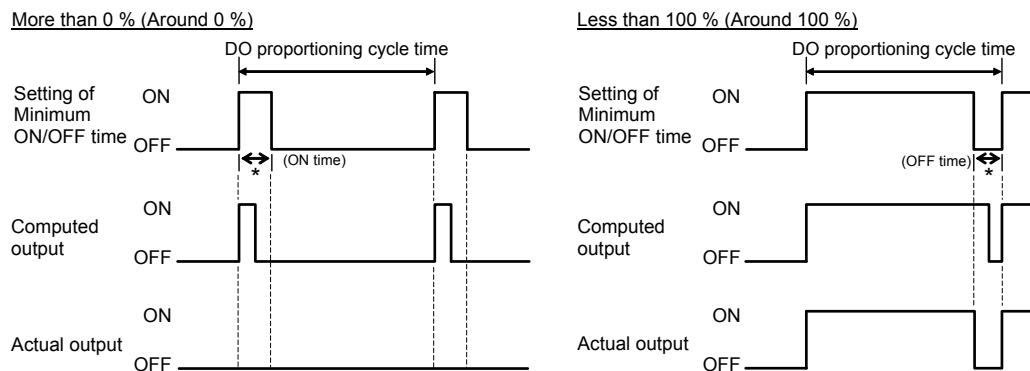 More than 0 % (Around 0 %)
DO proportioning cycle time
Setting of
Minimum
ON/OFF time
ON
OFF
(ON time)
*
Computed
output
ON
OFF
Actual output
ON
OFF
Less than 100 % (Around 100 %)
DO proportioning cycle time
Setting of
Minimum
ON/OFF time
ON
OFF
(OFF time)
*
Computed
output
ON
OFF
Actual output
ON
OFF